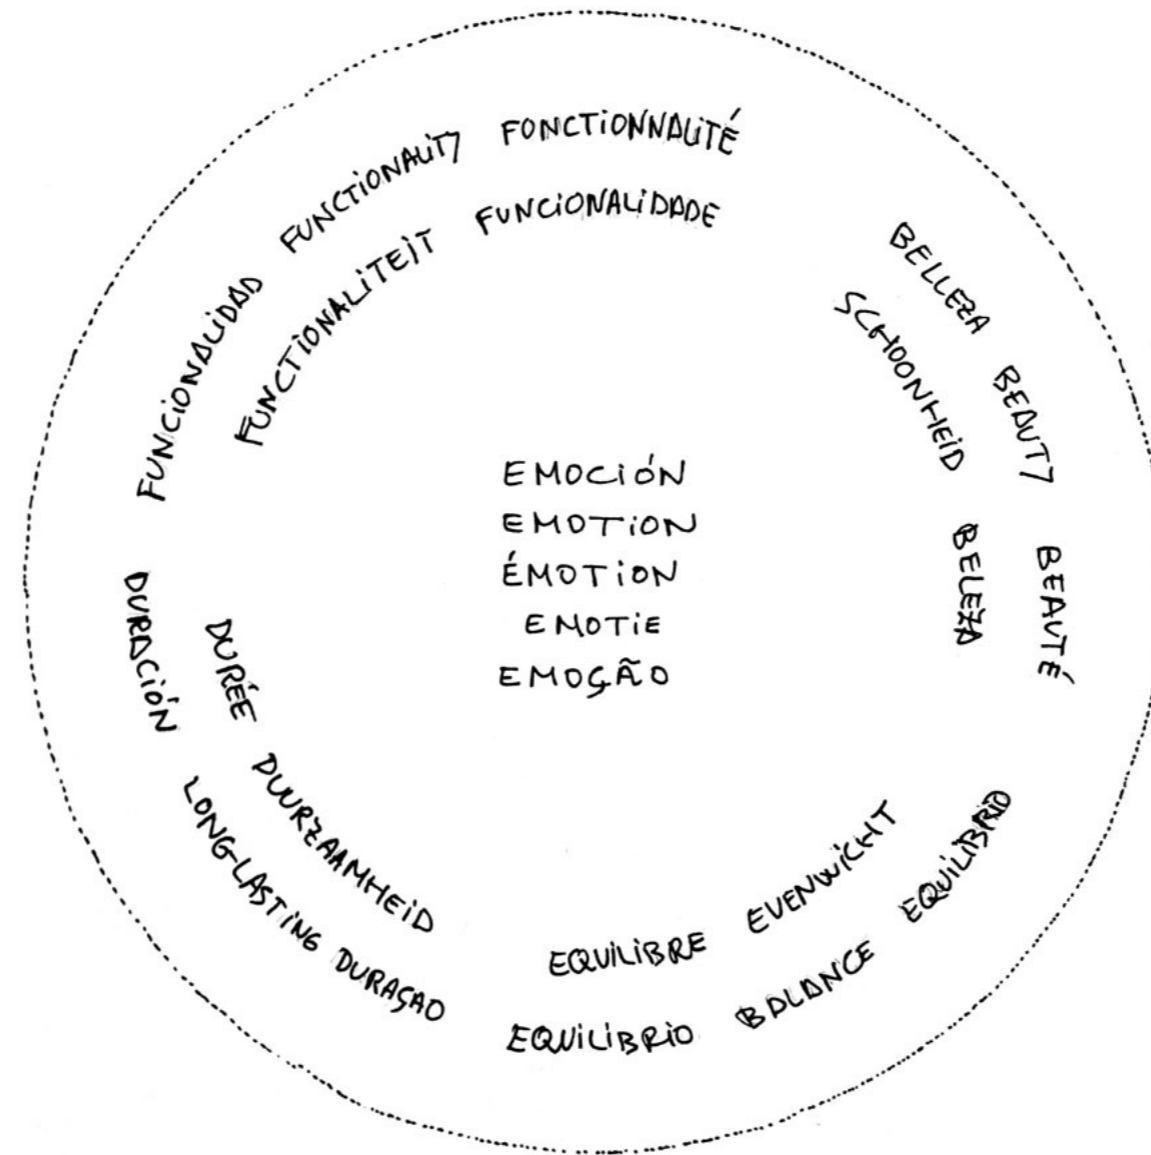 FUNCIONALIDAD FUNCTIONALITY FONCTIONNALITÉ
FUNCTIONALITEIT FUNCIONALIDADE
BELLEZA BEAUTY BEAUTÉ
SCHOONHEID BELEZA
EMOCIÓN
EMOTION
ÉMOTION
EMOTIE
EMOÇÃO
DURACIÓN LONG-LASTING DURAÇAO
DURÉE DUURZAAMHEID
EQUILIBRE EVENWICHT
EQUILIBRIO BALANCE EQUILIBRIO